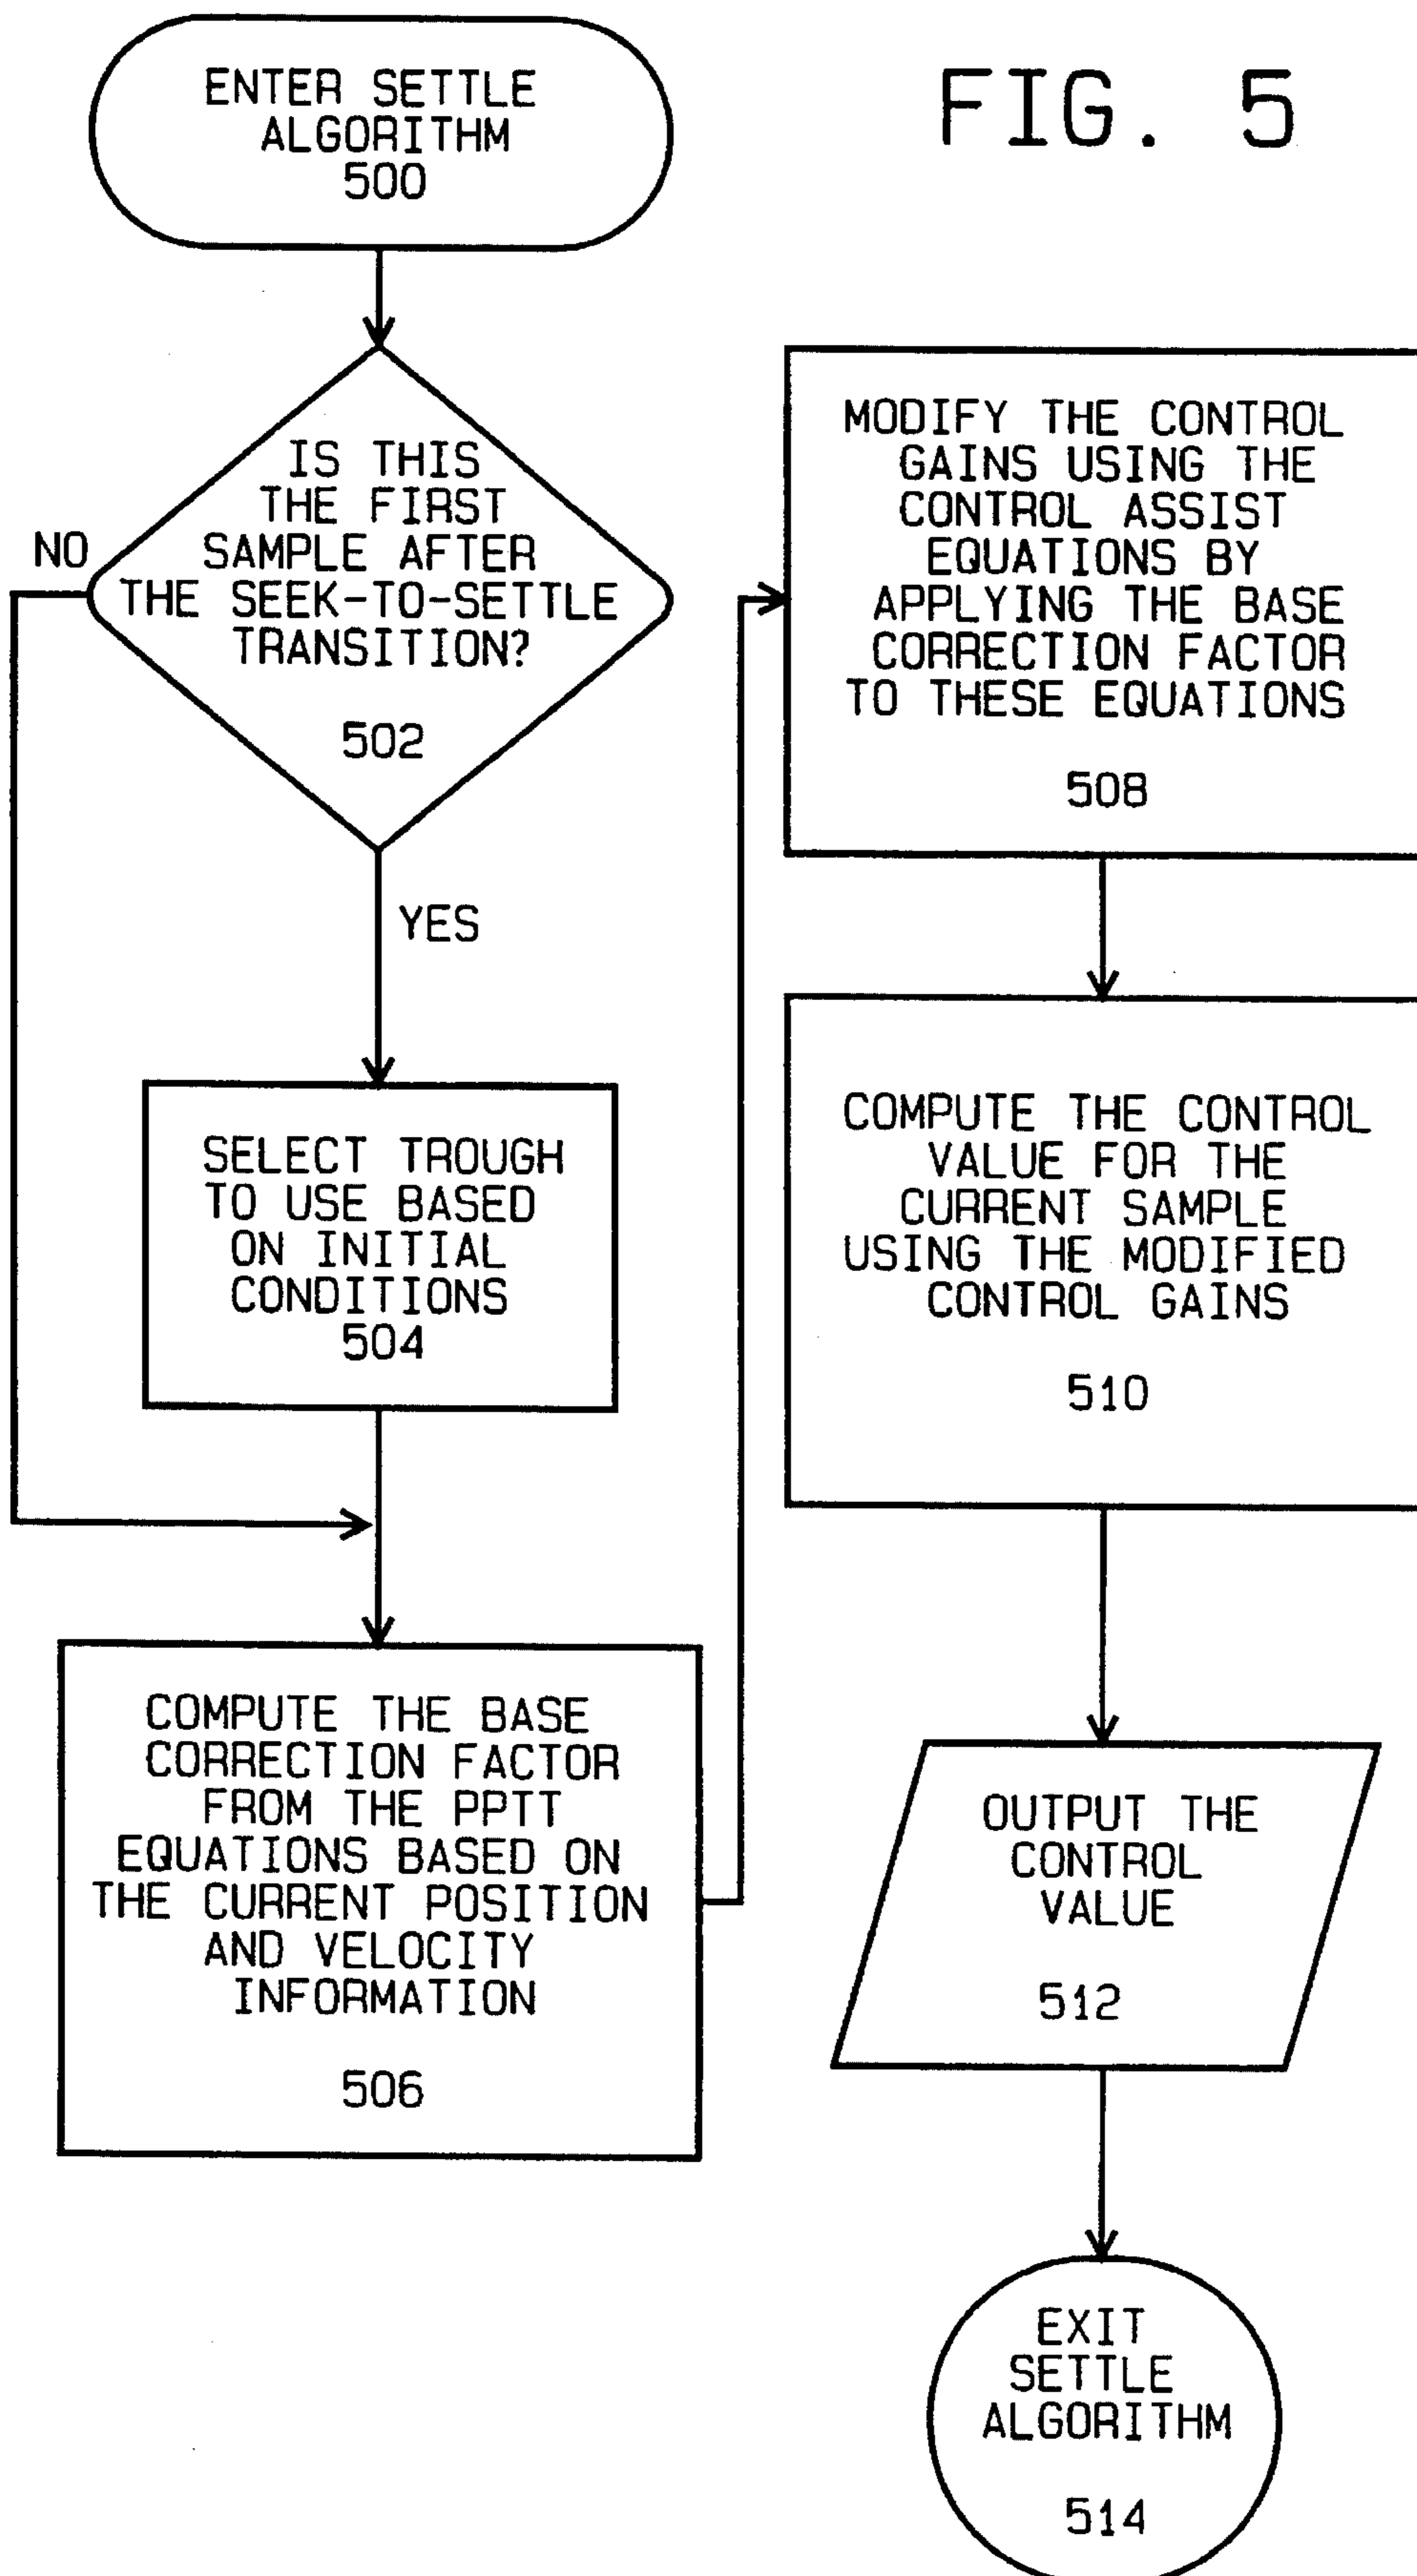 FIG. 5
ENTER SETTLE
ALGORITHM
500
IS THIS
THE FIRST
SAMPLE AFTER
THE SEEK-TO-SETTLE
TRANSITION?
502
NO
YES
SELECT TROUGH
TO USE BASED
ON INITIAL
CONDITIONS
504
COMPUTE THE BASE
CORRECTION FACTOR
FROM THE PPTT
EQUATIONS BASED ON
THE CURRENT POSITION
AND VELOCITY
INFORMATION
506
MODIFY THE CONTROL
GAINS USING THE
CONTROL ASSIST
EQUATIONS BY
APPLYING THE BASE
CORRECTION FACTOR
TO THESE EQUATIONS
508
COMPUTE THE CONTROL
VALUE FOR THE
CURRENT SAMPLE
USING THE MODIFIED
CONTROL GAINS
510
OUTPUT THE
CONTROL
VALUE
512
EXIT
SETTLE
ALGORITHM
514